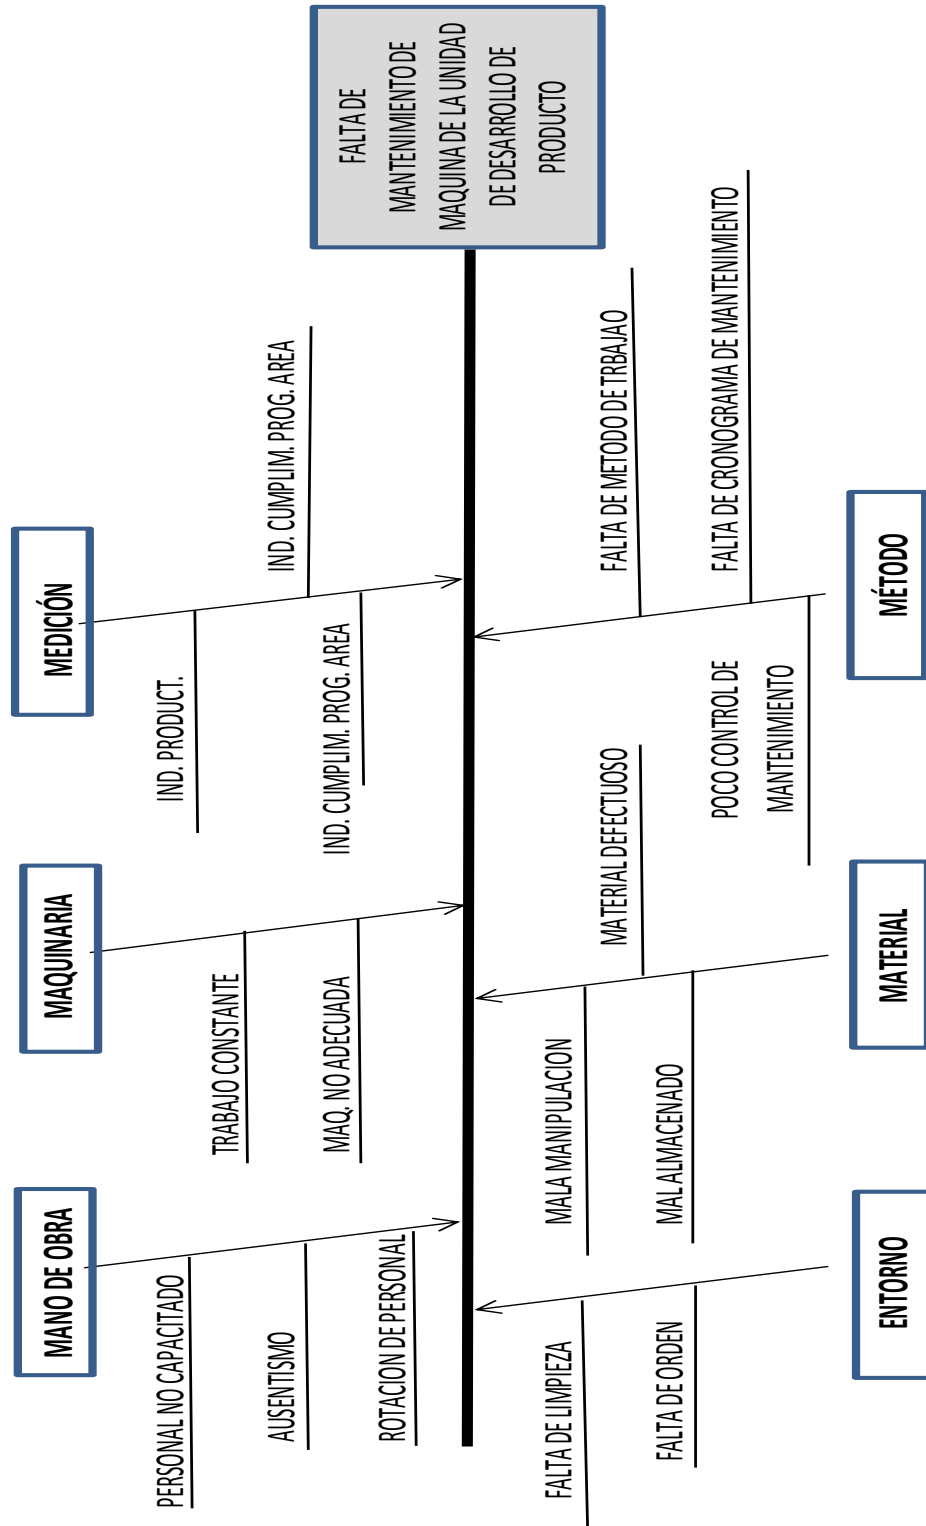 MANO DE OBRA
MAQUINARIA
MEDICIÓN
PERSONAL NO CAPACITADO
AUSENTISMO
ROTACION DE PERSONAL
TRABAJO CONSTANTE
MAQ. NO ADECUADA
IND. PRODUCT.
IND. CUMPLIM. PROG. AREA
IND. CUMPLIM. PROG. AREA
FALTA DE
MANTENIMIENTO DE
MAQUINA DE LA UNIDAD
DE DESARROLLO DE
PRODUCTO
FALTA DE LIMPIEZA
FALTA DE ORDEN
MALA MANIPULACION
MAL ALMACENADO
MATERIAL DEFECTUOSO
FALTA DE METODO DE TRBAJAO
FALTA DE CRONOGRAMA DE MANTENIMIENTO
POCO CONTROL DE
MANTENIMIENTO
ENTORNO
MATERIAL
MÉTODO